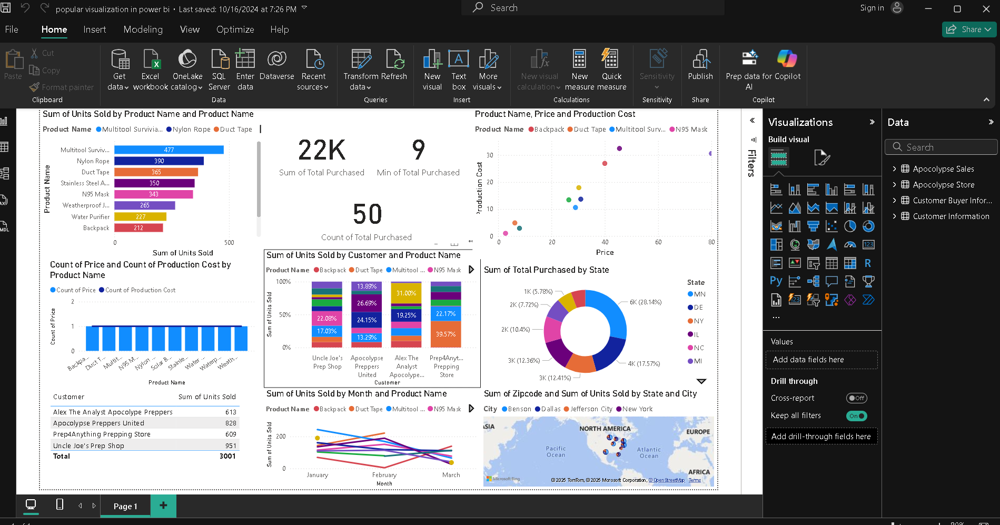 popular visualization in power bi • Last saved: 10/16/2024 at 7:26 PM
Search
Sign in
File Home Insert Modeling View Optimize Help
Share
Paste
Cut
Copy
Format painter
Clipboard
Get data
Excel workbook
OneLake catalog
SQL Server
Enter data
Dataverse
Recent sources
Data
Transform data
Refresh
Queries
New visual
Text box
More visuals
Insert
New visual calculation
New measure
Quick measure
Calculations
Sensitivity
Sensitivity
Publish
Share
Prep data for AI
Copilot
Copilot
Sum of Units Sold by Product Name and Product Name
Product Name Multitool Survivia... Nylon Rope Duct Tape
Product Name
Multitool Surviv... 477
Nylon Rope 390
Duct Tape 365
Stainless Steel A... 350
N95 Mask 343
Weatherproof J... 265
Water Purifier 227
Backpack 212
0 500
Sum of Units Sold
22K
Sum of Total Purchased
9
Min of Total Purchased
50
Count of Total Purchased
Product Name, Price and Production Cost
Product Name Backpack Duct Tape Multitool Surv... N95 Mask
Production Cost
30
20
10
0
0 20 40 60 80
Price
Count of Price and Count of Production Cost by
Product Name
Count of Price Count of Production Cost
Count of Price
2
1
0
Backpa... Duct T... Multit... N95 M... Nylon ... Solar B... Stainle... Water ... Waterp... Weath...
Product Name
Sum of Units Sold by Customer and Product Name
Product Name Backpack Duct Tape Multitool ... N95 Mask
Sum of Units Sold
100%
50%
0%
22.08%
17.03%
13.89%
26.69%
24.15%
13.29%
31.00%
19.25%
22.17%
39.57%
Uncle Joe's Prep Shop
Apocolypse Preppers United
Alex The Analyst Apocolype...
Prep4Anyt... Prepping Store
Customer
Sum of Total Purchased by State
1K (5.78%)
2K (7.72%)
2K (10.4%)
3K (12.36%)
3K (12.41%)
4K (17.57%)
6K (28.14%)
State
MN
DE
NY
IL
NC
MI
Customer Sum of Units Sold
Alex The Analyst Apocolype Preppers 613
Apocolypse Preppers United 828
Prep4Anything Prepping Store 609
Uncle Joe's Prep Shop 951
Total 3001
Sum of Units Sold by Month and Product Name
Product Name Backpack Duct Tape Multitool ... N95 Mask
Sum of Units Sold
200
0
January February March
Month
Sum of Zipcode and Sum of Units Sold by State and City
City Benson Dallas Jefferson City New York
ASIA
NORTH AMERICA
EUROPE
Pacific Ocean
Atlantic Ocean
AFRICA
Microsoft Bing
© 2025 TomTom, © 2025 Microsoft Corporation, © OpenStreetMap Terms
Filters
Visualizations
Build visual
123
R
Py
123
...
Values
Add data fields here
Drill through
Cross-report Off
Keep all filters On
Add drill-through fields here
Data
Search
Apocolypse Sales
Apocolypse Store
Customer Buyer Infor...
Customer Information
Page 1